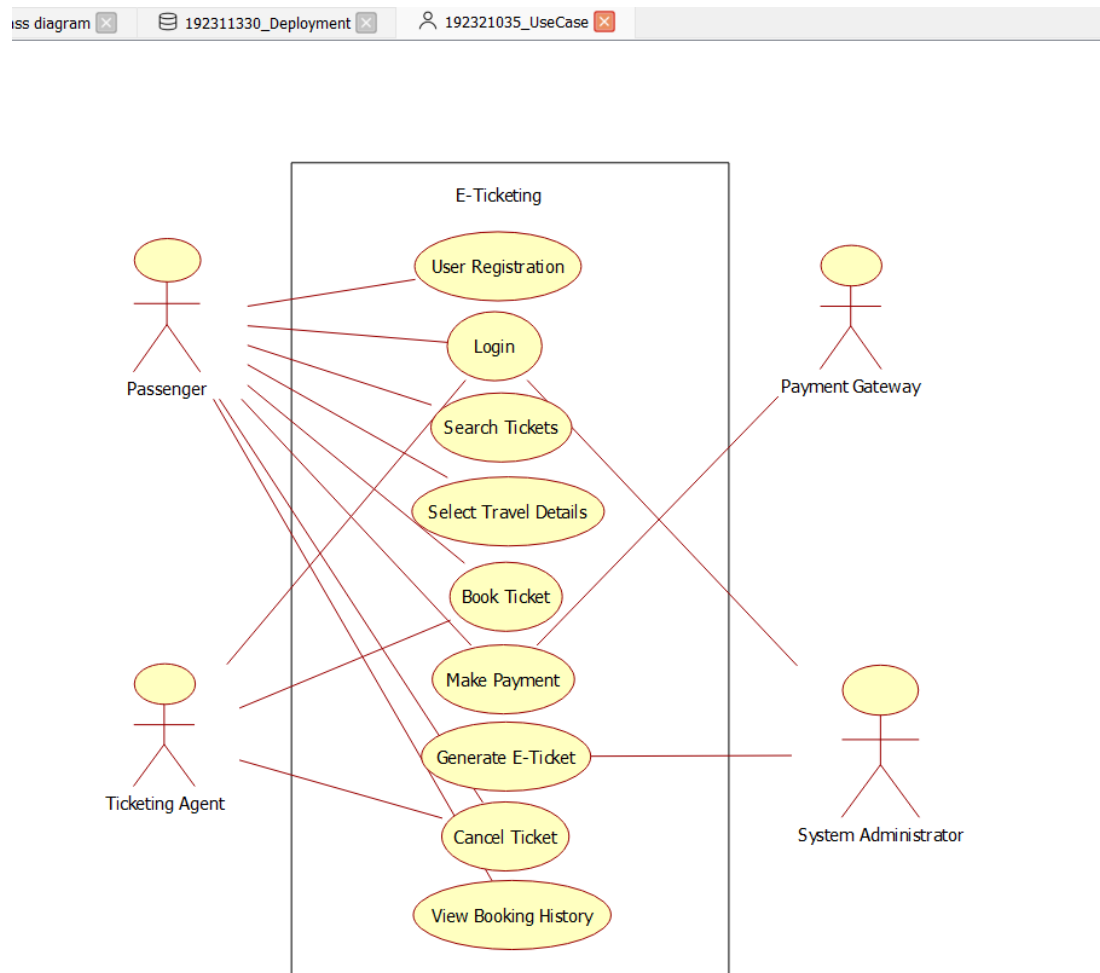 ass diagram
192311330_Deployment
192321035_UseCase
E-Ticketing
User Registration
Login
Passenger
Payment Gateway
Search Tickets
Select Travel Details
Book Ticket
Make Payment
Generate E-Ticket
Ticketing Agent
Cancel Ticket
System Administrator
View Booking History